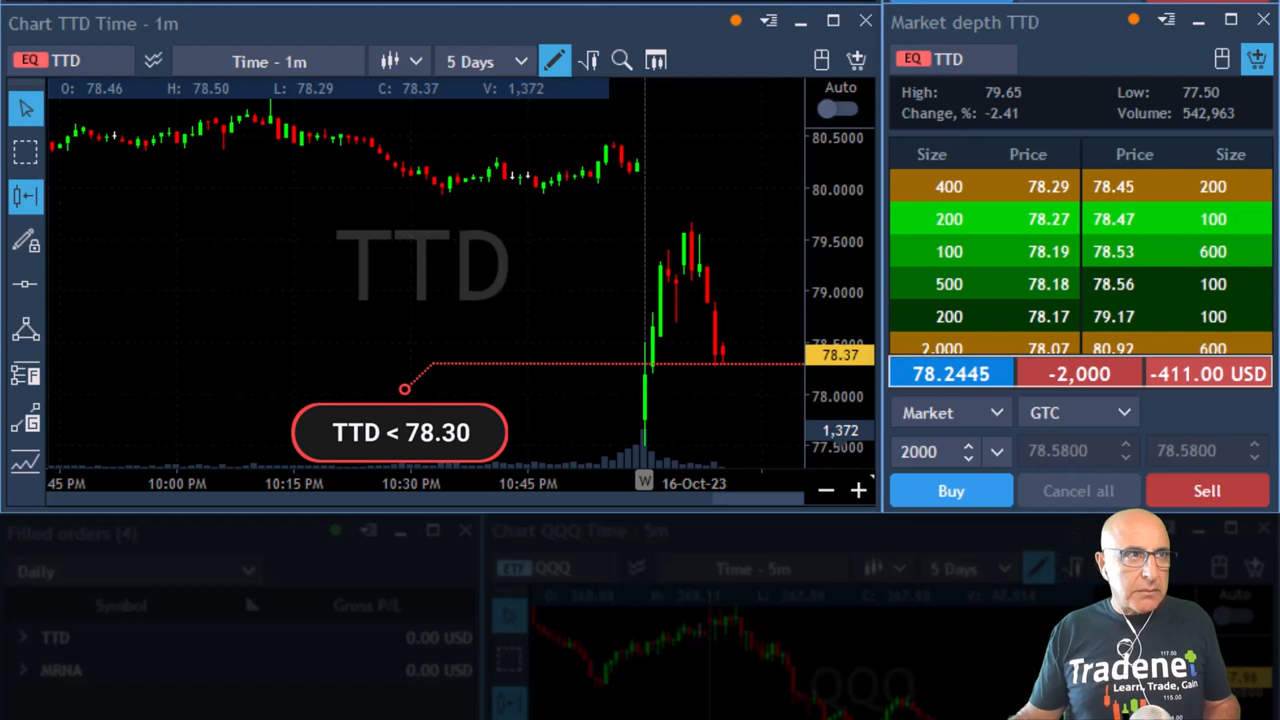 Chart TTD Time - 1m
EQ TTD Time - 1m 5 Days
O: 78.46 H: 78.50 L: 78.29 C: 78.37 V: 1,372
Auto
TTD
80.5000
80.0000
79.5000
79.0000
78.37
78.0000
1,372
77.5000
TTD < 78.30
45 PM 10:00 PM 10:15 PM 10:30 PM 10:45 PM W 16-Oct-23
Market depth TTD
EQ TTD
High: 79.65 Low: 77.50
Change, %: -2.41 Volume: 542,963
Size Price Price Size
400 78.29 78.45 200
200 78.27 78.47 100
100 78.19 78.53 600
500 78.18 78.56 100
200 78.17 79.17 100
2,000 78.07 80.92 600
78.2445 -2,000 -411.00 USD
Market GTC
2000 78.5800 78.5800
Buy Cancel all Sell
Filled orders (4)
Daily
Symbol Gross P/L
TTD 0.00 USD
MRNA 0.00 USD
Chart QQQ Time - 5m
ETF QQQ Time - 5m 5 Days
Auto
QQQ
117.00
Tradenet
Learn, Trade, Gain
115.00